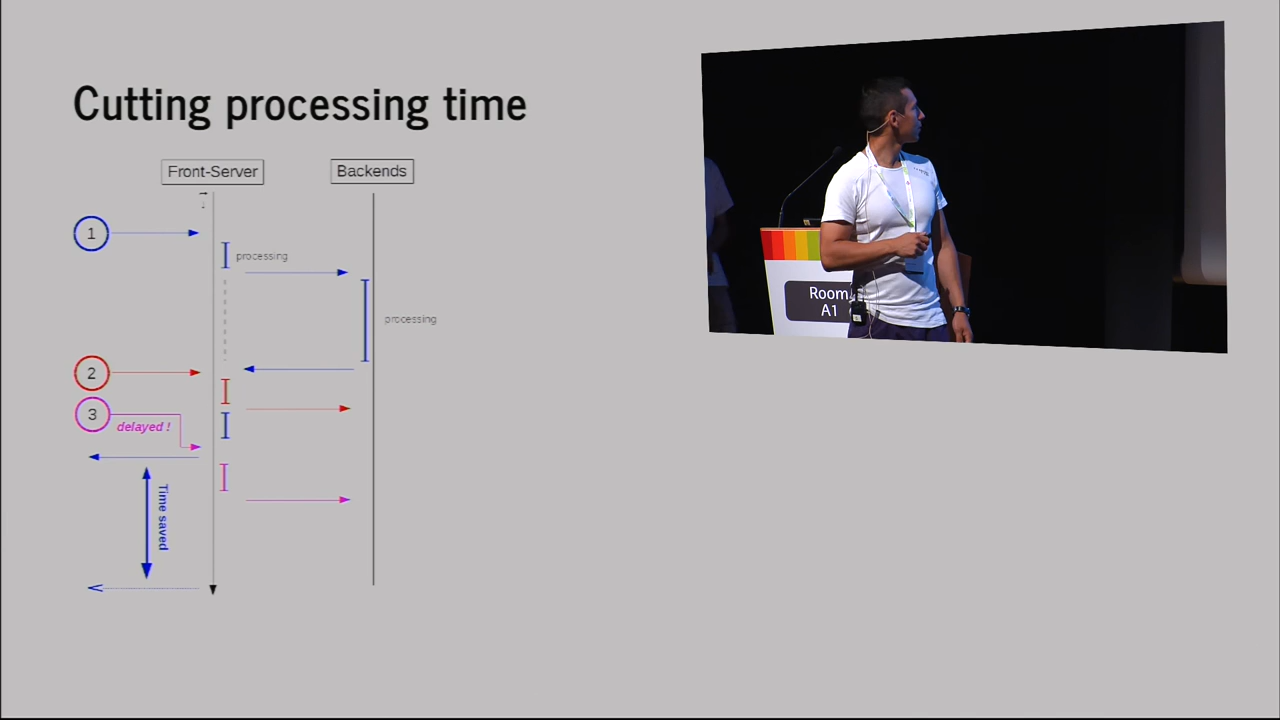 Cutting processing time
Front-Server
Backends
1
processing
processing
2
3
delayed !
Time saved
Room
A1